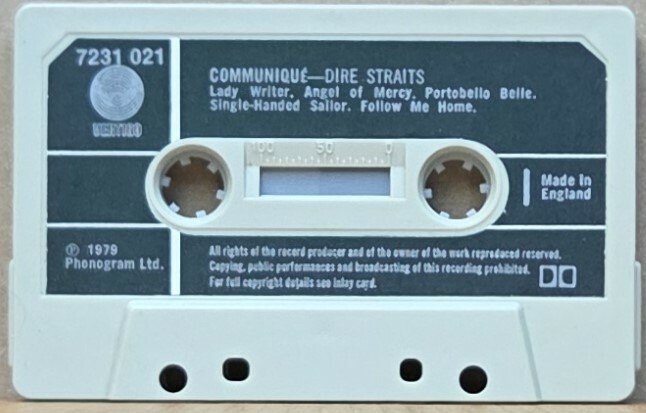 7231 021
VERTIGO
COMMUNIQUÉ—DIRE STRAITS
Lady Writer. Angel of Mercy. Portobello Belle.
Single-Handed Sailor. Follow Me Home.
100 50 0
Made in
England
℗ 1979
Phonogram Ltd.
All rights of the record producer and of the owner of the work reproduced reserved.
Copying, public performances and broadcasting of this recording prohibited.
For full copyright details see inlay card.